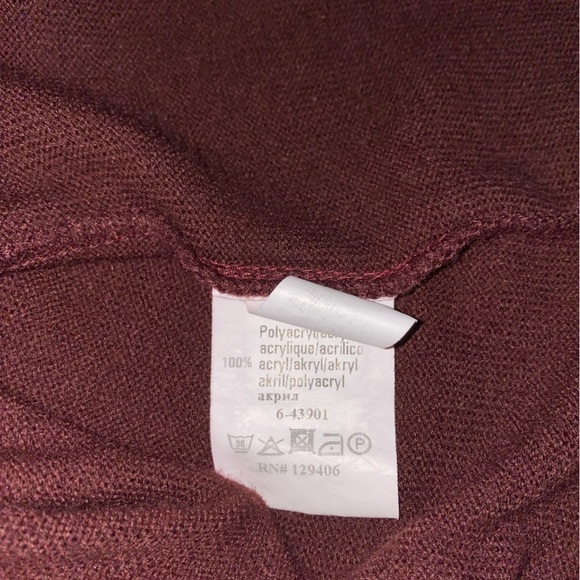 Polyacryl/
acrylique/acrilico
100% acryl/akryl/akryl
akril/polyacryl
акрил
6-43901
RN# 129406